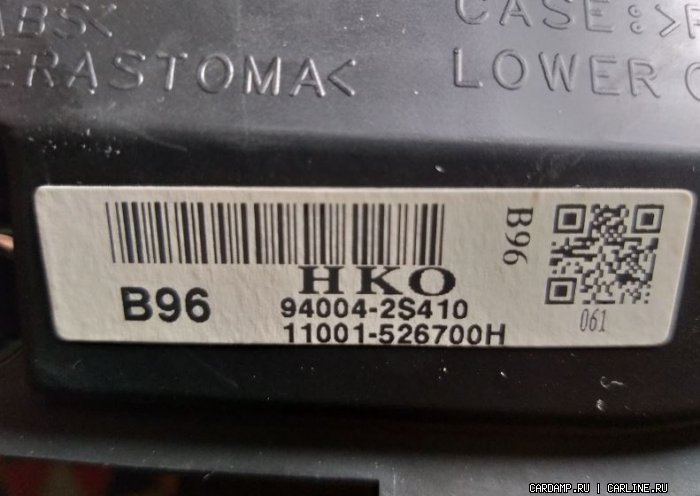 ABS<
ERASTOMA<
CASE:>P
LOWER C
B96
HKO
94004-2S410
11001-526700H
B96
061
CARDAMP.RU | CARLINE.RU